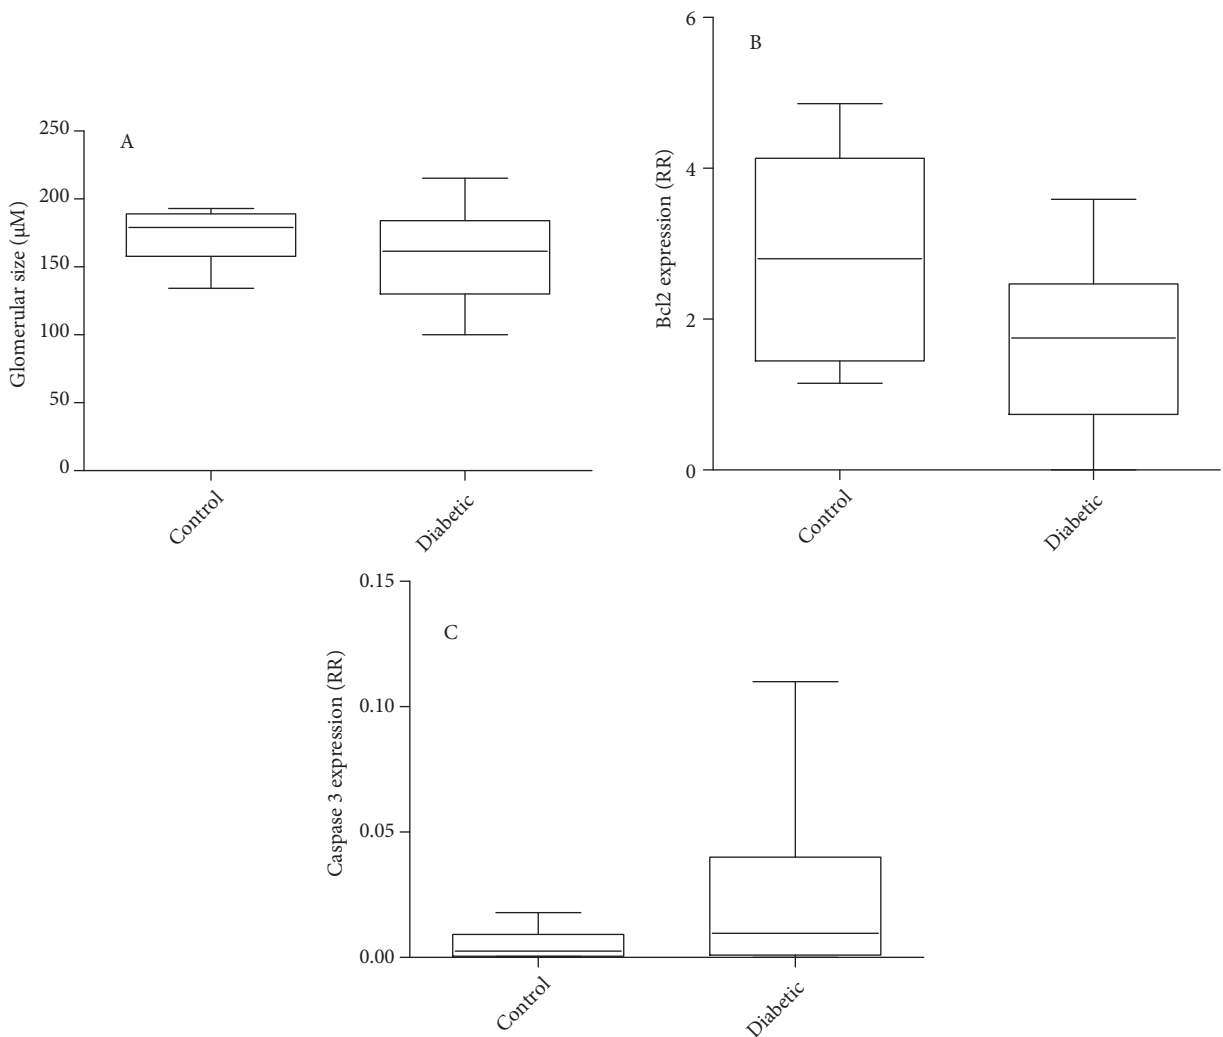 A
250
200
150
100
50
0
Glomerular size (µM)
Control
Diabetic
B
6
4
2
0
Bcl2 expression (RR)
Control
Diabetic
C
0.15
0.10
0.05
0.00
Caspase 3 expression (RR)
Control
Diabetic